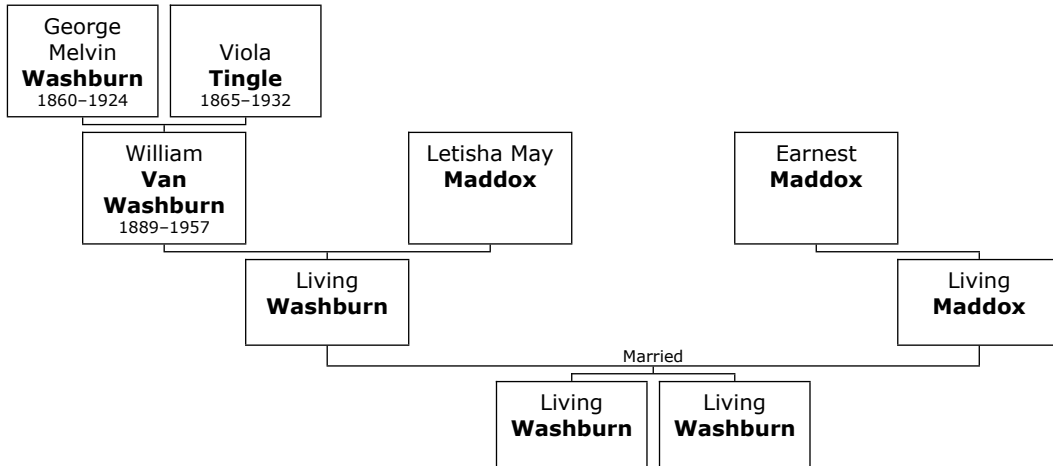 George
Melvin
Washburn
1860–1924
Viola
Tingle
1865–1932
William
Van
Washburn
1889–1957
Letisha May
Maddox
Earnest
Maddox
Living
Washburn
Living
Maddox
Married
Living
Washburn
Living
Washburn